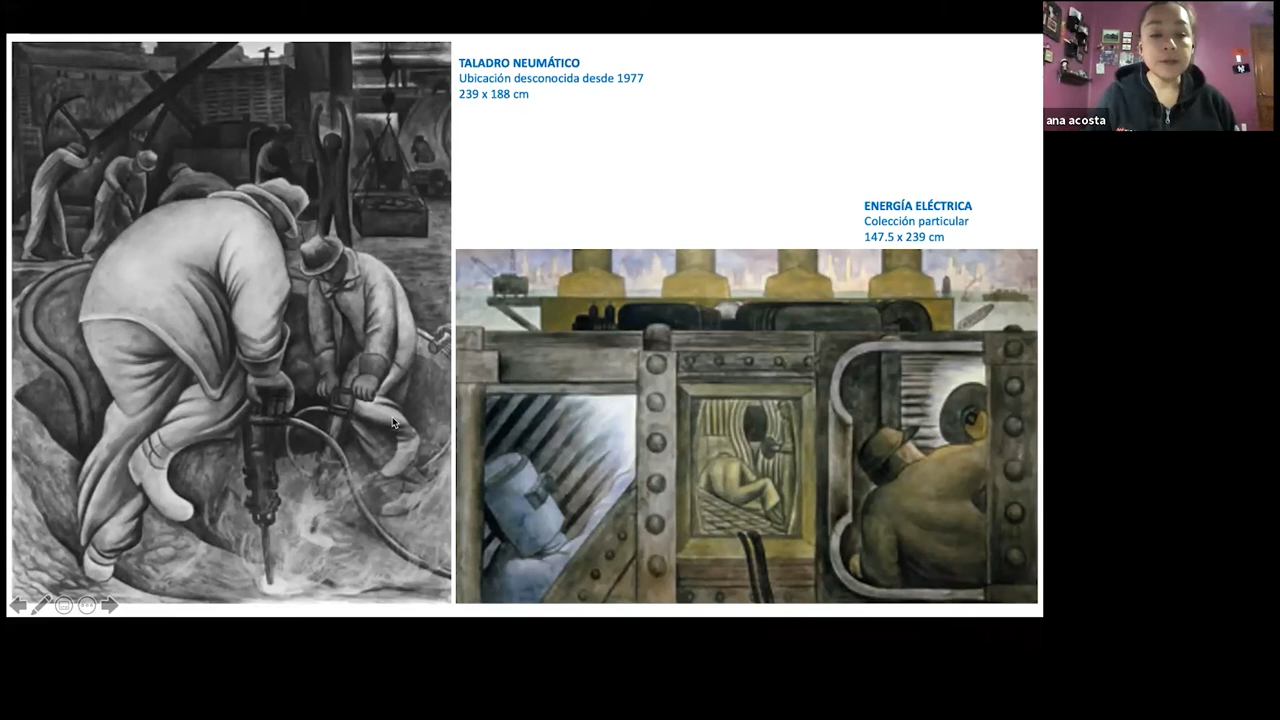 TALADRO NEUMÁTICO
Ubicación desconocida desde 1977
239 x 188 cm
ENERGÍA ELÉCTRICA
Colección particular
147.5 x 239 cm
ana acosta